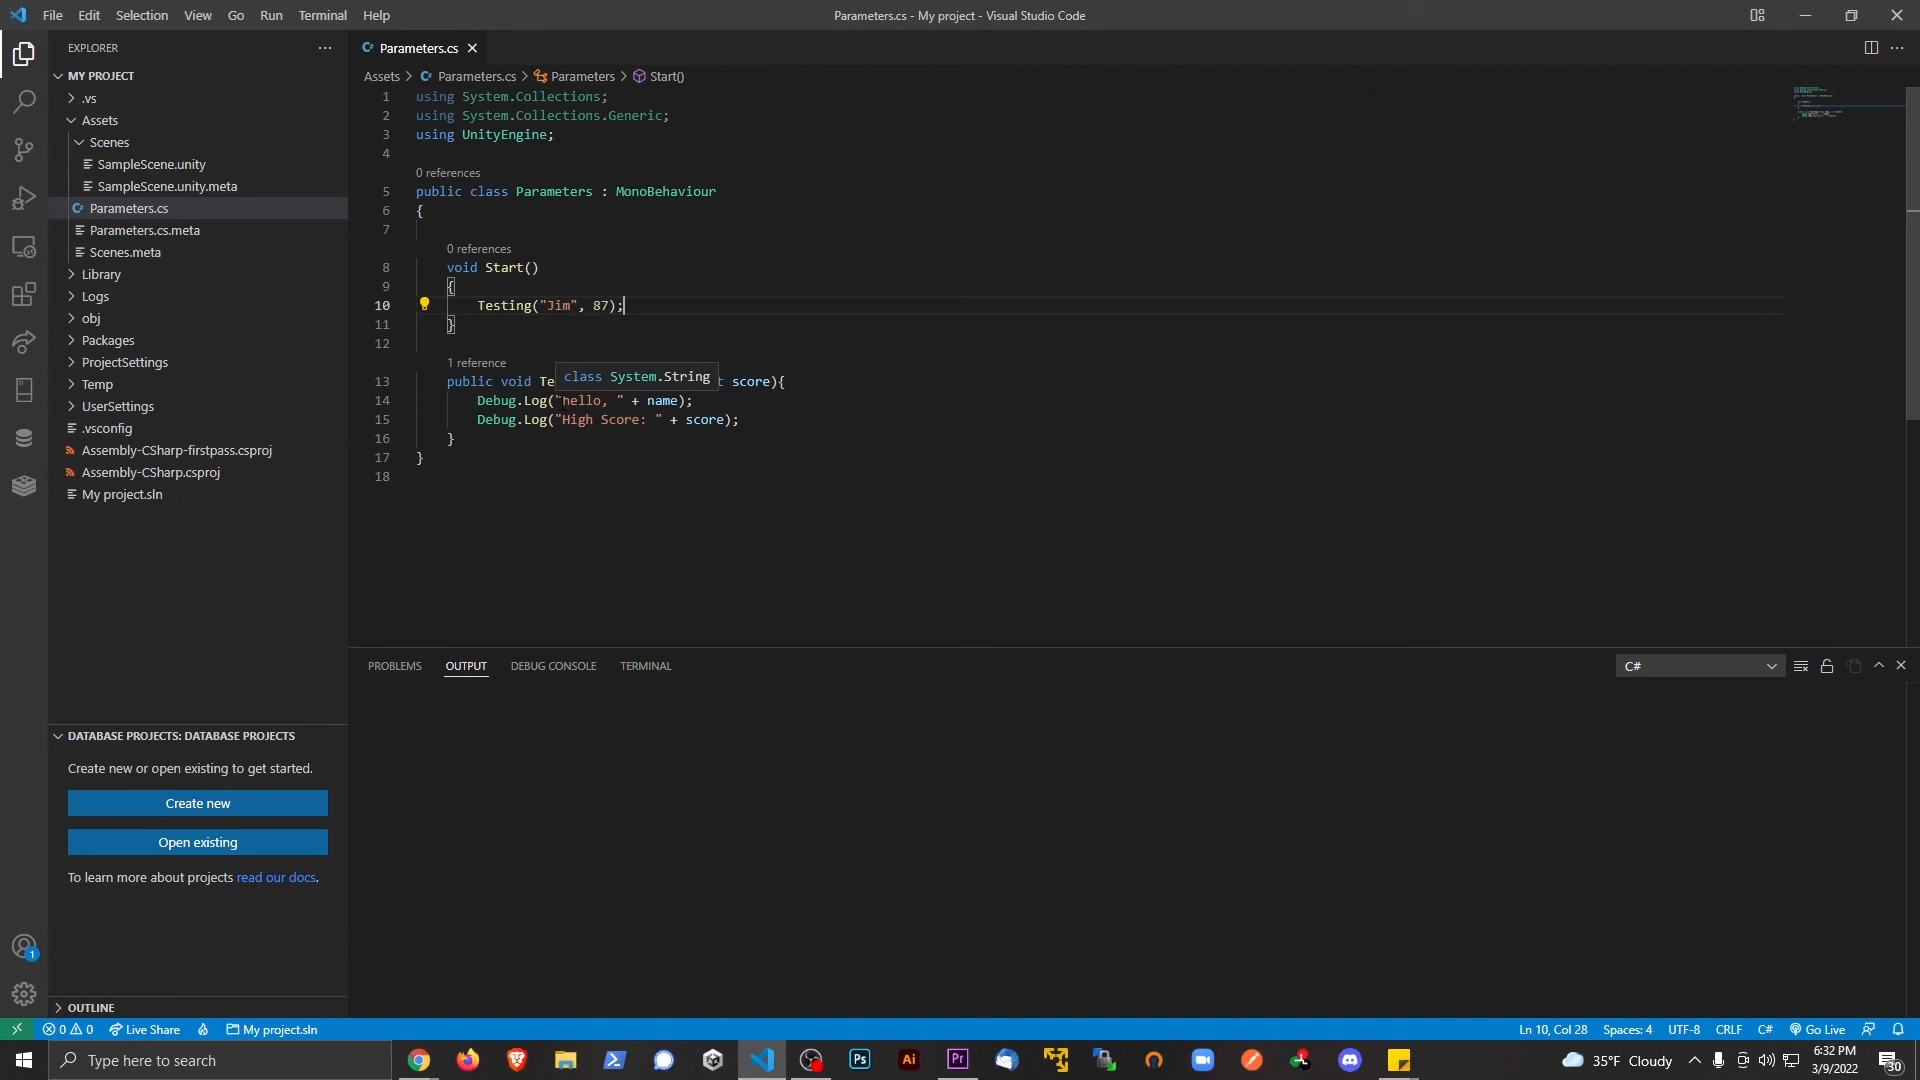 File Edit Selection View Go Run Terminal Help
Parameters.cs - My project - Visual Studio Code
EXPLORER
MY PROJECT
.vs
Assets
Scenes
SampleScene.unity
SampleScene.unity.meta
Parameters.cs
Parameters.cs.meta
Scenes.meta
Library
Logs
obj
Packages
ProjectSettings
Temp
UserSettings
.vsconfig
Assembly-CSharp-firstpass.csproj
Assembly-CSharp.csproj
My project.sln
DATABASE PROJECTS: DATABASE PROJECTS
Create new or open existing to get started.
Create new
Open existing
To learn more about projects read our docs.
OUTLINE
Parameters.cs
Assets > Parameters.cs > Parameters > Start()
1 using System.Collections;
2 using System.Collections.Generic;
3 using UnityEngine;
4
0 references
5 public class Parameters : MonoBehaviour
6 {
7
0 references
8 void Start()
9 {
10 Testing("Jim", 87);
11 }
12
1 reference
class System.String
13 public void Te t score){
14 Debug.Log("hello, " + name);
15 Debug.Log("High Score: " + score);
16 }
17 }
18
PROBLEMS OUTPUT DEBUG CONSOLE TERMINAL
C#
1
0 0 Live Share My project.sln
Ln 10, Col 28 Spaces: 4 UTF-8 CRLF C# Go Live
Type here to search
Ps Ai Pr
35°F Cloudy
6:32 PM
3/9/2022
30